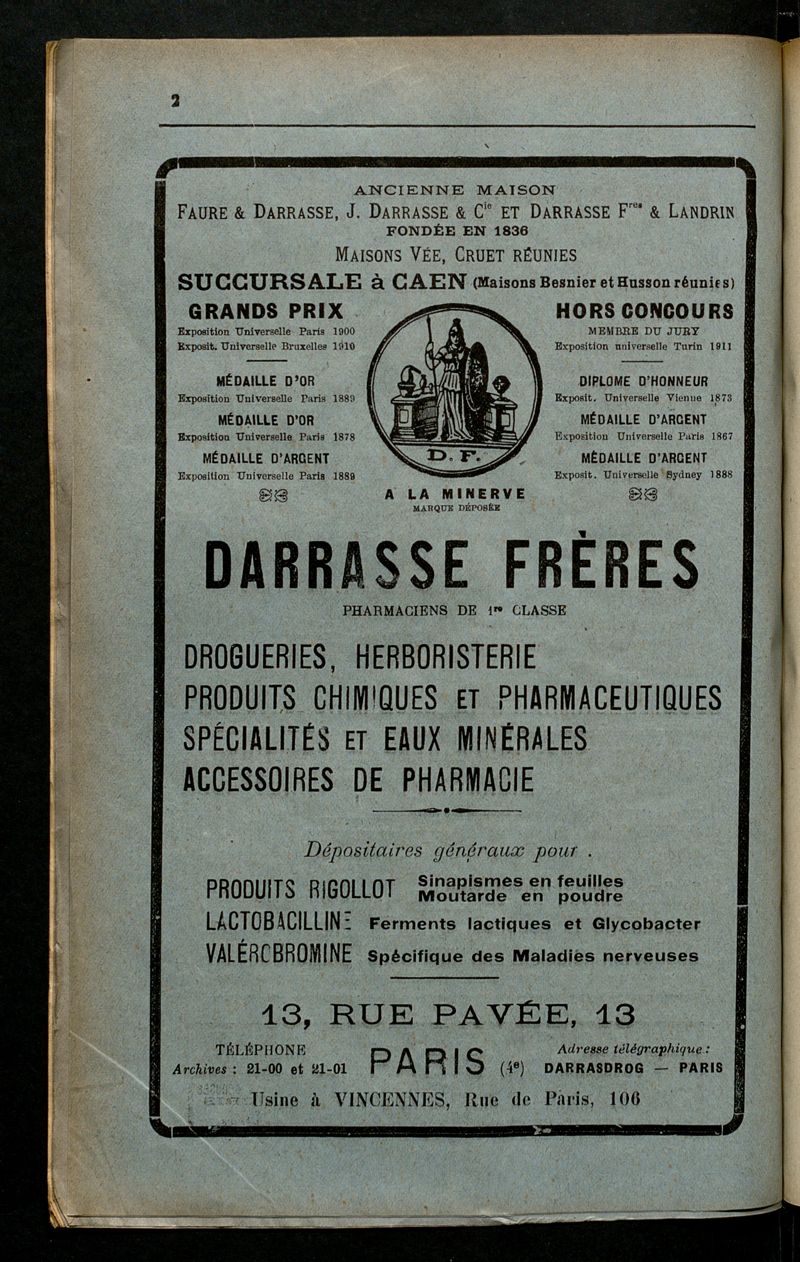 2
ANCIENNE MAISON
FAURE & DARRASSE, J. DARRASSE & Cie ET DARRASSE Fres & LANDRIN
FONDÉE EN 1836
MAISONS VÉE, CRUET RÉUNIES
SUCCURSALE à CAEN (Maisons Besnier et Husson réunies)
GRANDS PRIX
Exposition Universelle Paris 1900
Exposit. Universelle Bruxelles 1910
MÉDAILLE D'OR
Exposition Universelle Paris 1889
MÉDAILLE D'OR
Exposition Universelle Paris 1878
MÉDAILLE D'ARGENT
Exposition Universelle Paris 1889
D. F.
A LA MINERVE
MARQUE DÉPOSÉE
HORS CONCOURS
MEMBRE DU JURY
Exposition universelle Turin 1911
DIPLOME D'HONNEUR
Exposit. Universelle Vienne 1873
MÉDAILLE D'ARGENT
Exposition Universelle Paris 1867
MÉDAILLE D'ARGENT
Exposit. Universelle Sydney 1888
DARRASSE FRÈRES
PHARMACIENS DE 1re CLASSE
DROGUERIES, HERBORISTERIE
PRODUITS CHIMIQUES ET PHARMACEUTIQUES
SPÉCIALITÉS ET EAUX MINÉRALES
ACCESSOIRES DE PHARMACIE
Dépositaires généraux pour .
PRODUITS RIGOLLOT Sinapismes en feuilles
Moutarde en poudre
LACTOBACILLINE Ferments lactiques et Glycobacter
VALÉROBROMINE Spécifique des Maladies nerveuses
13, RUE PAVÉE, 13
TÉLÉPHONE
Archives : 21-00 et 21-01
PARIS (4e)
Adresse télégraphique :
DARRASDROG — PARIS
Usine à VINCENNES, Rue de Paris, 106